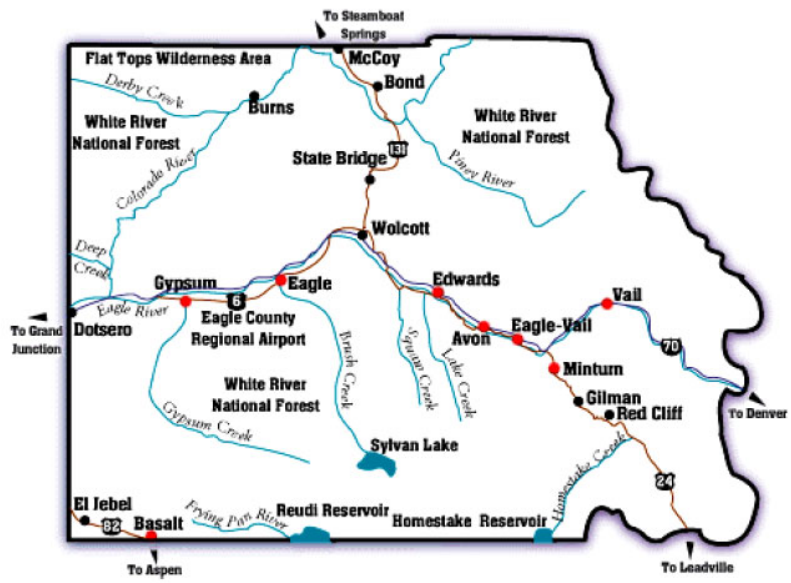 To Steamboat
Springs
Flat Tops Wilderness Area
McCoy
Bond
Derby Creek
Burns
White River
National Forest
White River
National Forest
131
State Bridge
Piney River
Colorado River
Wolcott
Deep
Creek
Gypsum
Eagle
Edwards
Vail
6
Eagle River
Eagle County
Regional Airport
To Grand
Junction
Dotsero
Avon
Eagle-Vail
70
Brush Creek
Squaw Creek
Lake Creek
Minturn
White River
National Forest
Gilman
Red Cliff
To Denver
Gypsum Creek
Sylvan Lake
Homestake Creek
24
El Jebel
82
Basalt
Frying Pan River
Reudi Reservoir
Homestake Reservoir
To Aspen
To Leadville